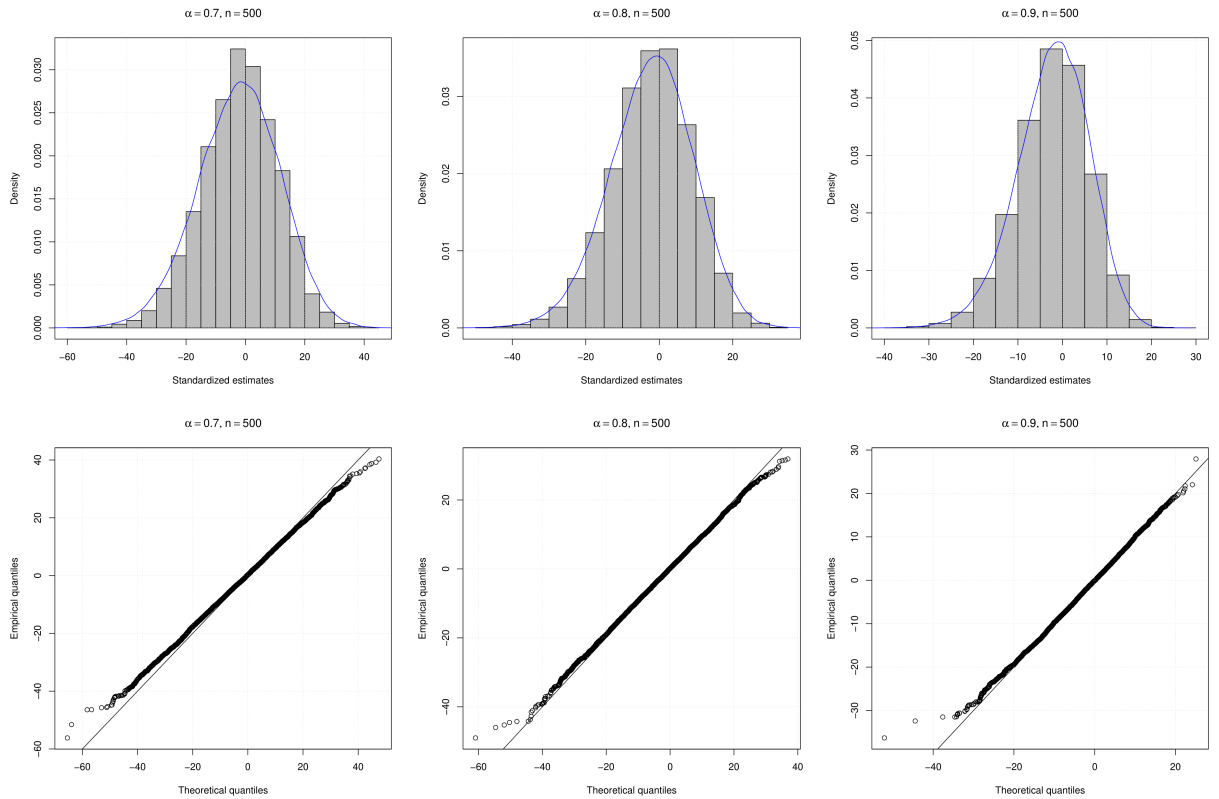 α = 0.7, n = 500
Density
0.000 0.005 0.010 0.015 0.020 0.025 0.030
−60 −40 −20 0 20 40
Standardized estimates
α = 0.8, n = 500
Density
0.00 0.01 0.02 0.03
−40 −20 0 20
Standardized estimates
α = 0.9, n = 500
Density
0.00 0.01 0.02 0.03 0.04 0.05
−40 −30 −20 −10 0 10 20 30
Standardized estimates
α = 0.7, n = 500
Empirical quantiles
−60 −40 −20 0 20 40
−60 −40 −20 0 20 40
Theoretical quantiles
α = 0.8, n = 500
Empirical quantiles
−40 −20 0 20
−60 −40 −20 0 20 40
Theoretical quantiles
α = 0.9, n = 500
Empirical quantiles
−30 −20 −10 0 10 20 30
−40 −20 0 20
Theoretical quantiles